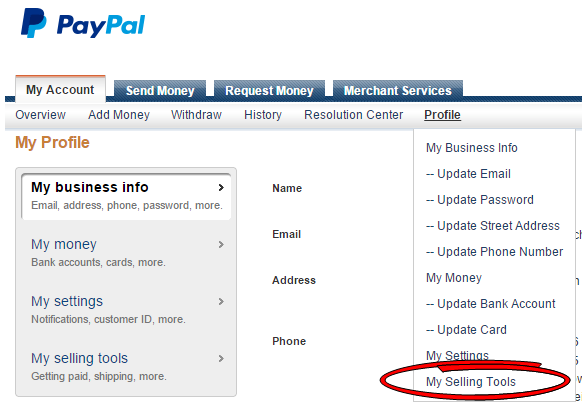 PayPal
My Account Send Money Request Money Merchant Services
Overview Add Money Withdraw History Resolution Center Profile
My Profile
My business info
Email, address, phone, password, more.
My money
Bank accounts, cards, more.
My settings
Notifications, customer ID, more.
My selling tools
Getting paid, shipping, more.
Name
Email
Address
Phone
My Business Info
-- Update Email
-- Update Password
-- Update Street Address
-- Update Phone Number
My Money
-- Update Bank Account
-- Update Card
My Settings
My Selling Tools